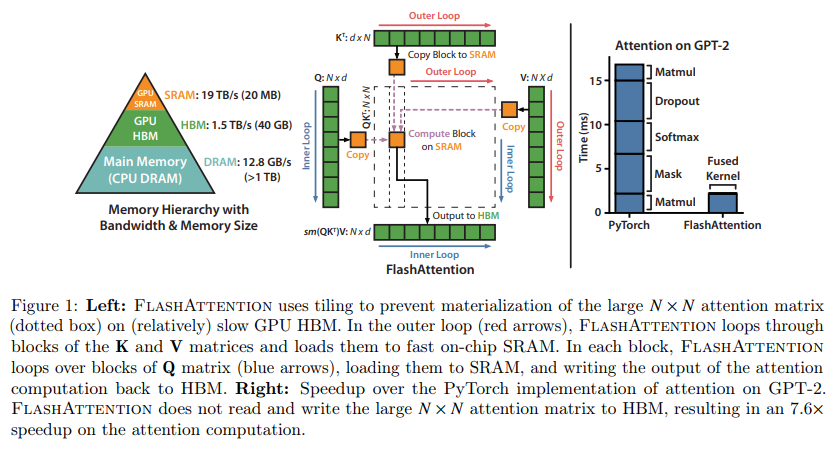 Outer Loop
Kᵀ: d x N
Copy Block to SRAM
Outer Loop
Q: N x d
V: N X d
QKᵀ: N x N
Inner Loop
Copy
Compute Block
on SRAM
Copy
Inner Loop
Outer Loop
Output to HBM
sm(QKᵀ)V: N x d
Inner Loop
FlashAttention
GPU
SRAM
GPU
HBM
Main Memory
(CPU DRAM)
SRAM: 19 TB/s (20 MB)
HBM: 1.5 TB/s (40 GB)
DRAM: 12.8 GB/s
(>1 TB)
Memory Hierarchy with
Bandwidth & Memory Size
Attention on GPT-2
Time (ms)
15
10
5
0
Matmul
Dropout
Softmax
Mask
Matmul
Fused
Kernel
PyTorch
FlashAttention
Figure 1: Left: FLASHATTENTION uses tiling to prevent materialization of the large N × N attention matrix
(dotted box) on (relatively) slow GPU HBM. In the outer loop (red arrows), FLASHATTENTION loops through
blocks of the K and V matrices and loads them to fast on-chip SRAM. In each block, FLASHATTENTION
loops over blocks of Q matrix (blue arrows), loading them to SRAM, and writing the output of the attention
computation back to HBM. Right: Speedup over the PyTorch implementation of attention on GPT-2.
FLASHATTENTION does not read and write the large N × N attention matrix to HBM, resulting in an 7.6×
speedup on the attention computation.